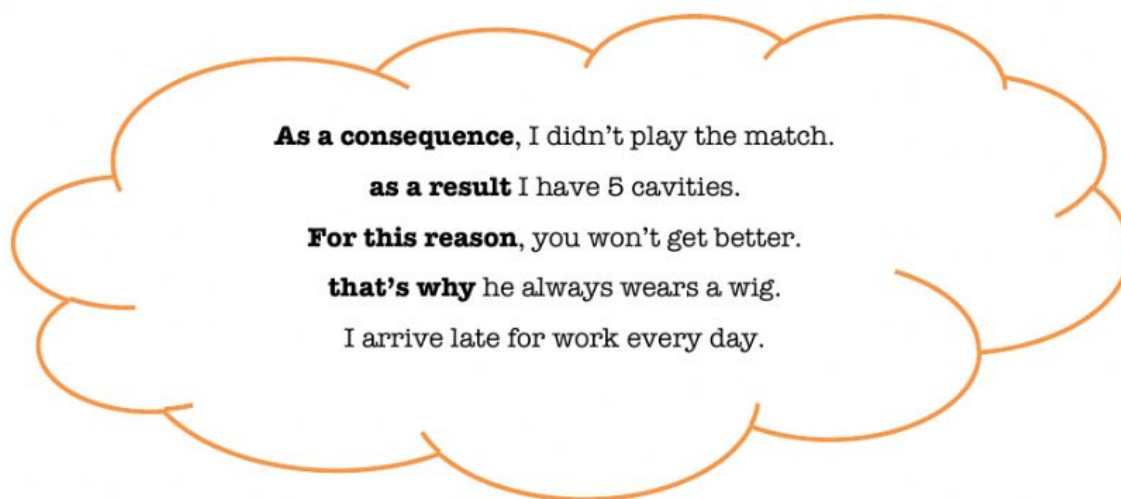 As a consequence, I didn’t play the match.
as a result I have 5 cavities.
For this reason, you won’t get better.
that’s why he always wears a wig.
I arrive late for work every day.